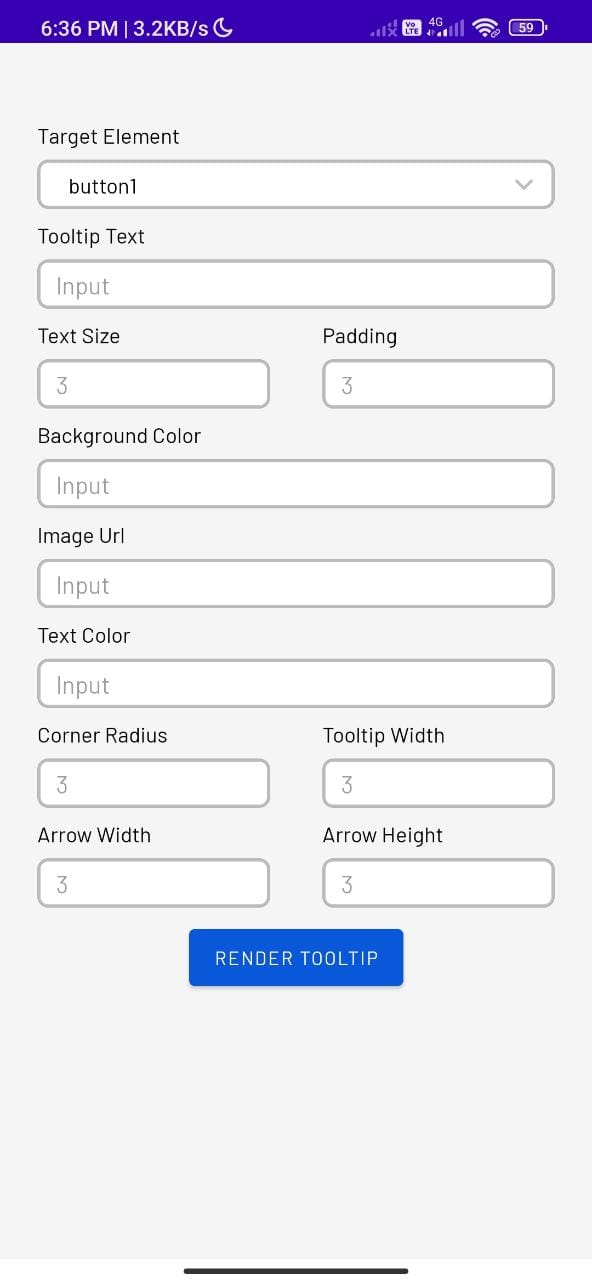 6:36 PM | 3.2KB/s Vo LTE 4G 59
Target Element
button1
Tooltip Text
Input
Text Size Padding
3 3
Background Color
Input
Image Url
Input
Text Color
Input
Corner Radius Tooltip Width
3 3
Arrow Width Arrow Height
3 3
RENDER TOOLTIP